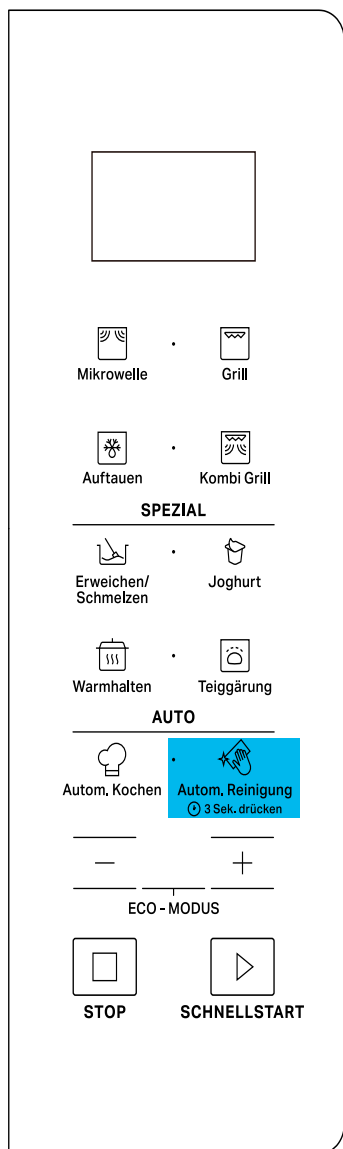 Mikrowelle
Grill
Auftauen
Kombi Grill
SPEZIAL
Erweichen/
Schmelzen
Joghurt
Warmhalten
Teiggärung
AUTO
Autom. Kochen
Autom. Reinigung
3 Sek. drücken
ECO - MODUS
STOP
SCHNELLSTART